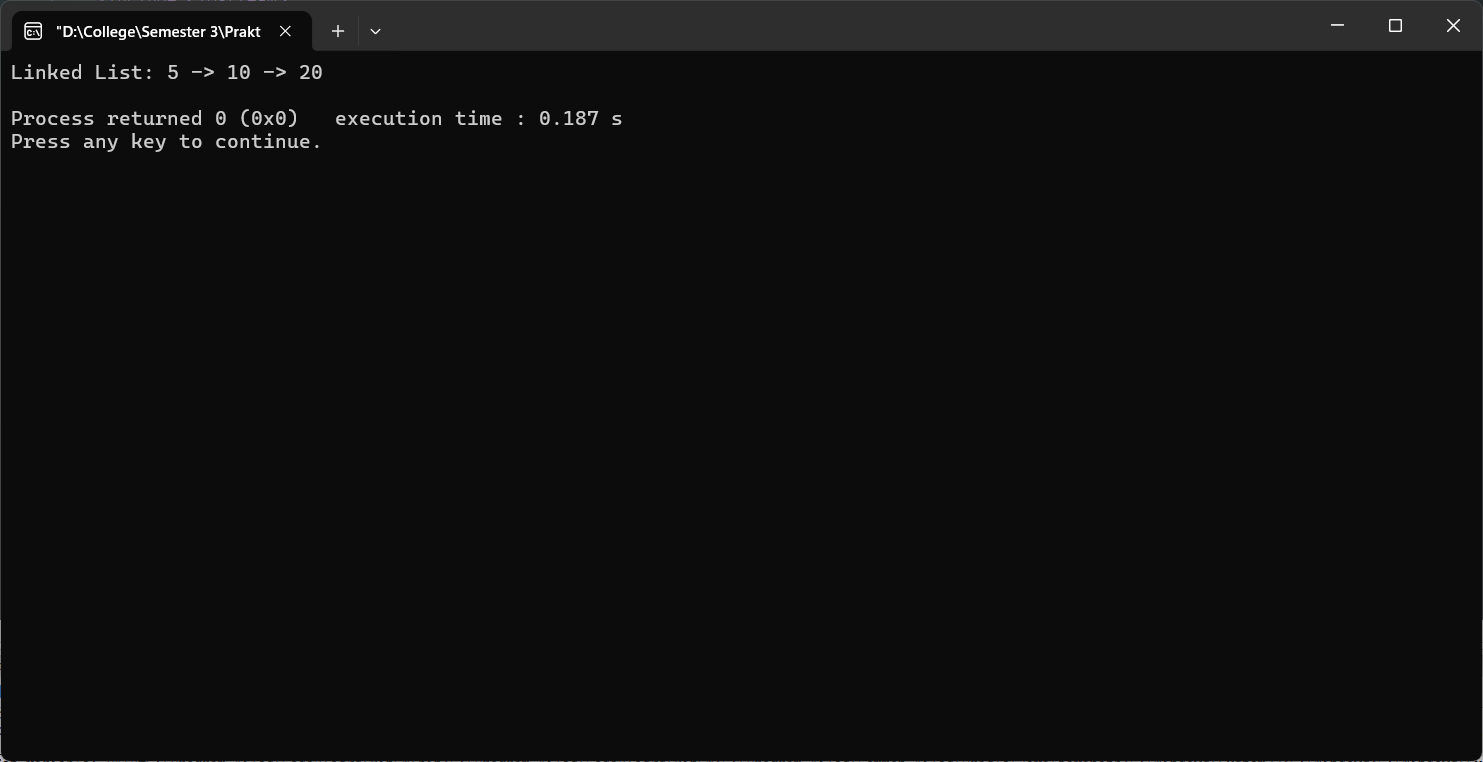 "D:\College\Semester 3\Prakt
Linked List: 5 -> 10 -> 20
Process returned 0 (0x0)   execution time : 0.187 s
Press any key to continue.